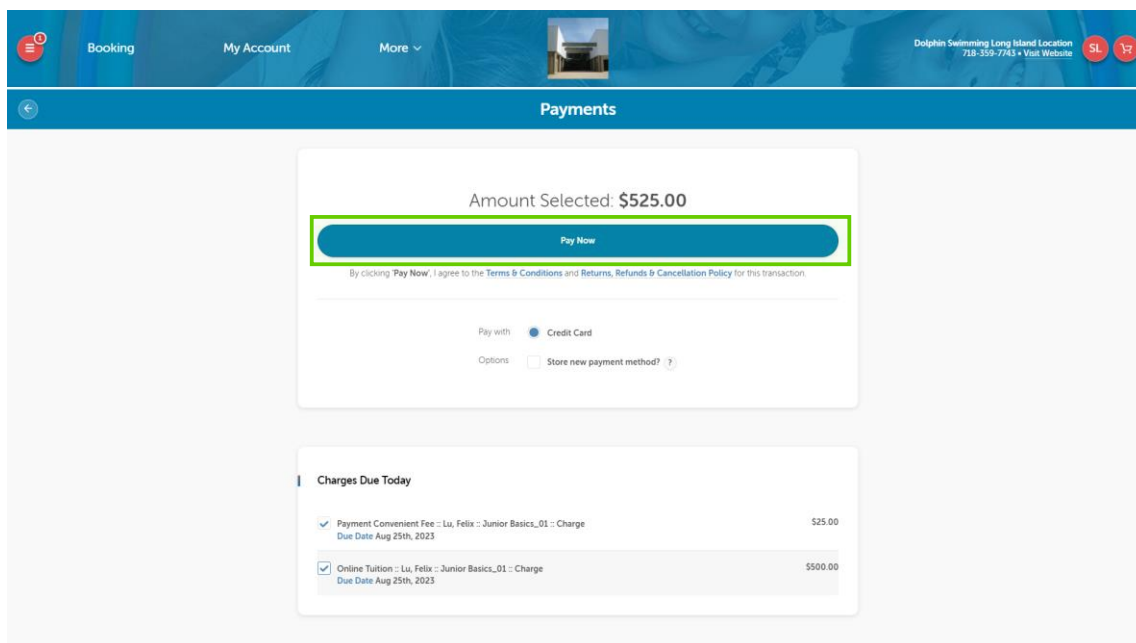 1
Booking
My Account
More
Dolphin Swimming Long Island Location
718-359-7743 • Visit Website
SL
Payments
Amount Selected: $525.00
Pay Now
By clicking 'Pay Now', I agree to the Terms & Conditions and Returns, Refunds & Cancellation Policy for this transaction.
Pay with Credit Card
Options Store new payment method? ?
Charges Due Today
Payment Convenient Fee :: Lu, Felix :: Junior Basics_01 :: Charge $25.00
Due Date Aug 25th, 2023
Online Tuition :: Lu, Felix :: Junior Basics_01 :: Charge $500.00
Due Date Aug 25th, 2023